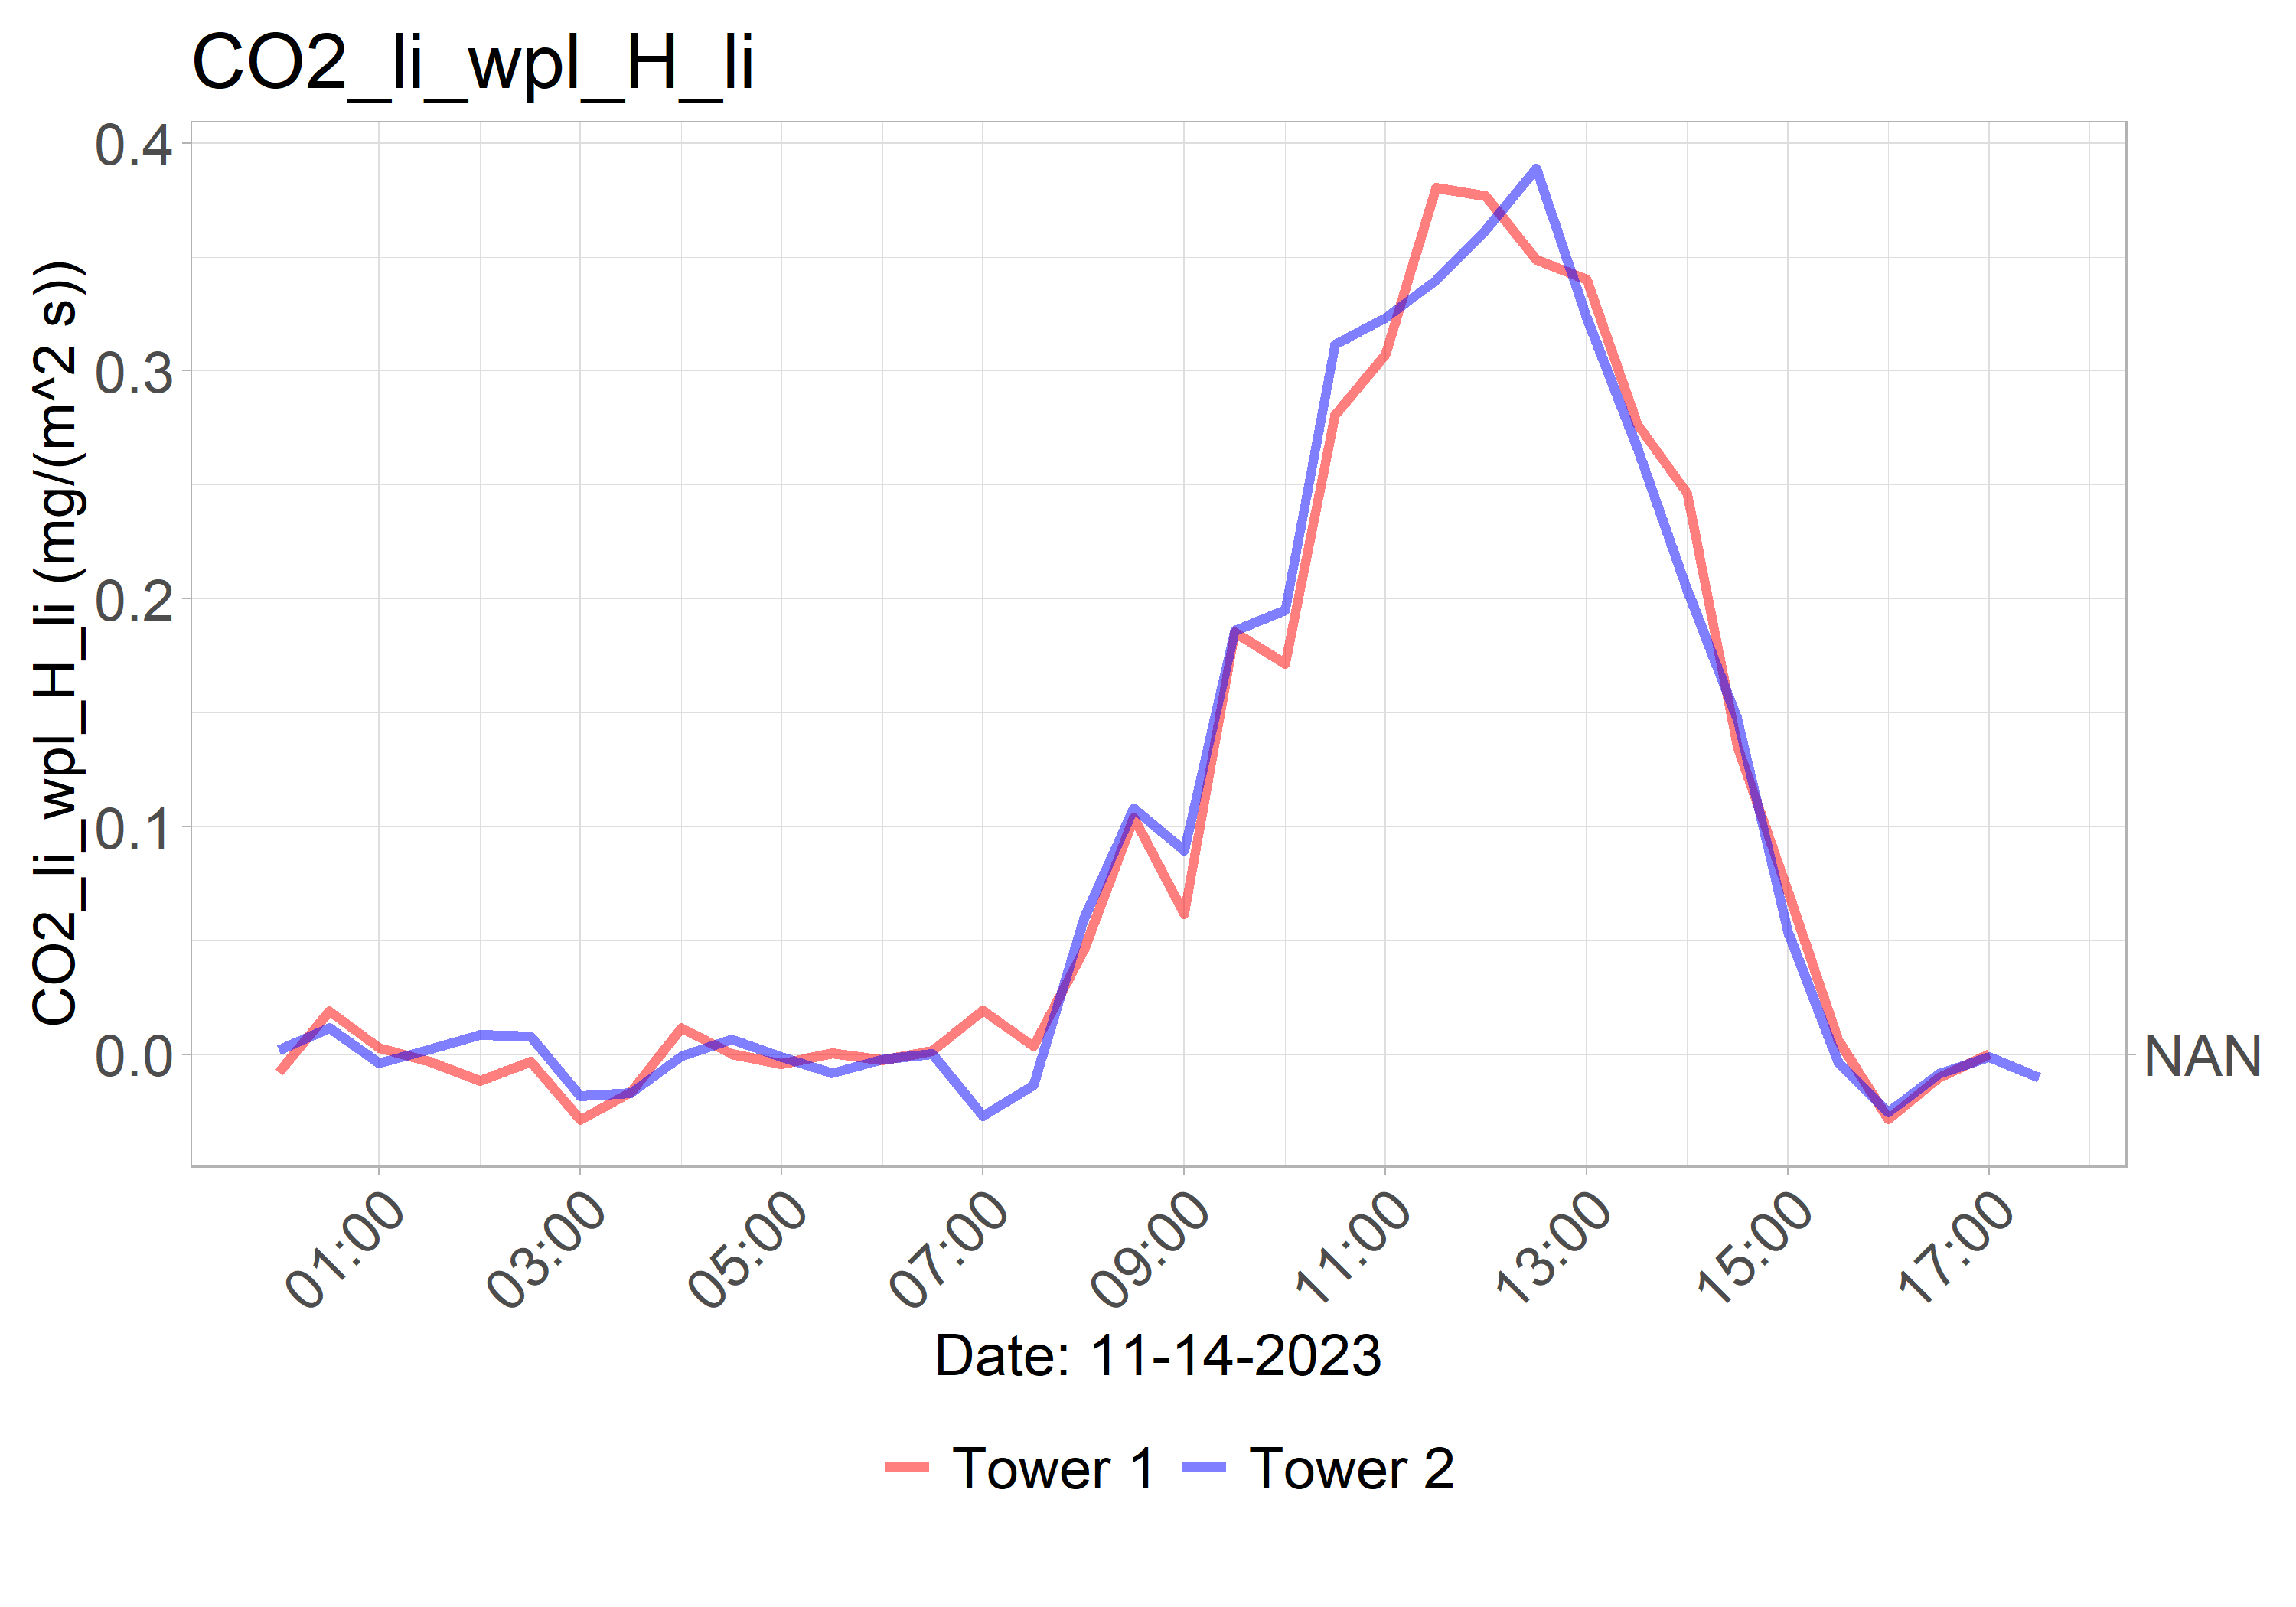 CO2_li_wpl_H_li
CO2_li_wpl_H_li (mg/(m^2 s))
0.4
0.3
0.2
0.1
0.0
NAN
01:00
03:00
05:00
07:00
09:00
11:00
13:00
15:00
17:00
Date: 11-14-2023
Tower 1
Tower 2